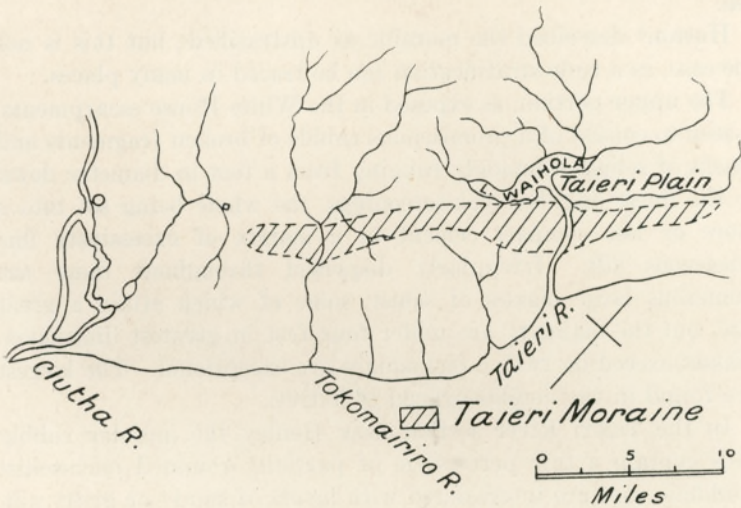 L. WAIHOLA
Taieri Plain
Clutha R.
Tokomairiro R.
Taieri R.
Taieri Moraine
0 5 10
Miles